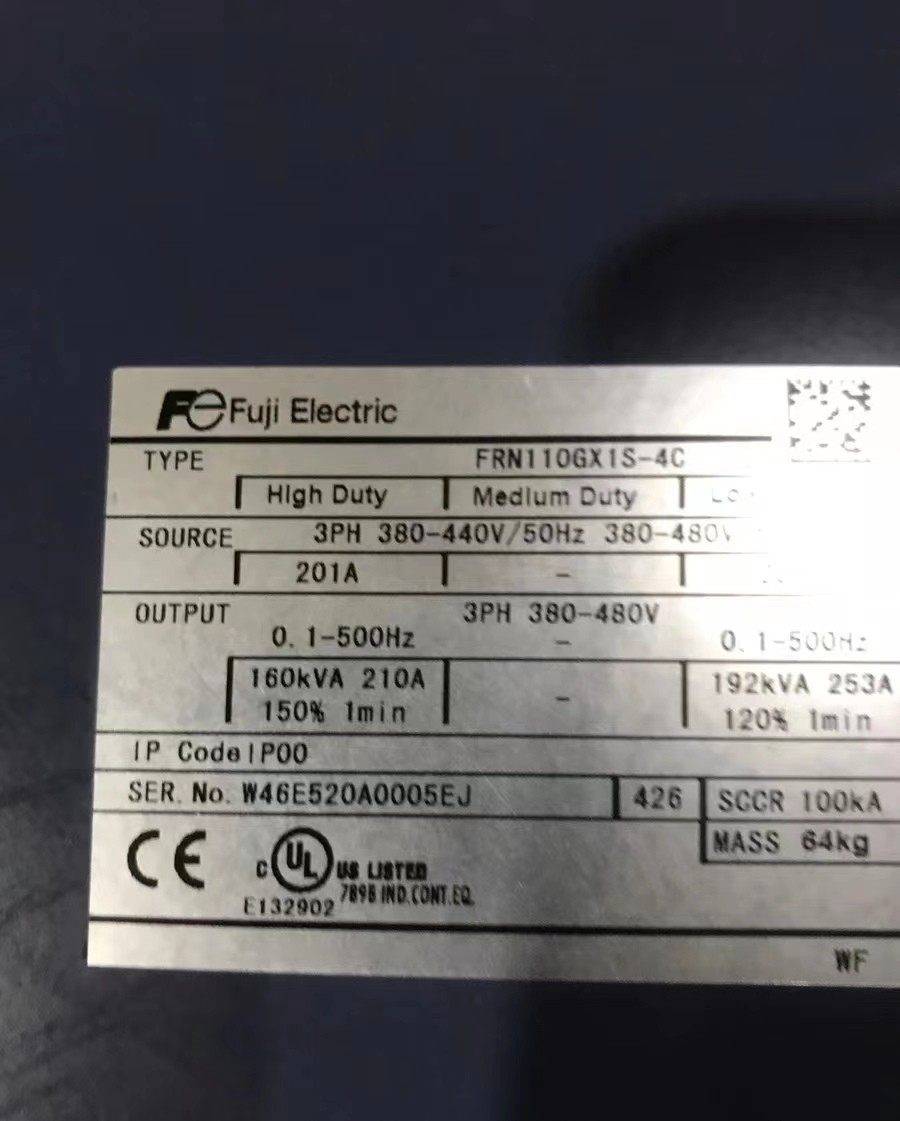 Fe Fuji Electric
TYPE FRN110GX1S-4C
High Duty Medium Duty
SOURCE 3PH 380-440V/50Hz 380-480V
201A -
OUTPUT 3PH 380-480V
0.1-500Hz - 0.1-500Hz
160kVA 210A - 192kVA 253A
150% 1min 120% 1min
IP Code IP00
SER. No. W46E520A0005EJ 426 SCCR 100kA
MASS 64kg
CE C UL US LISTED
E132902 789B IND.CONT.EQ.
WF